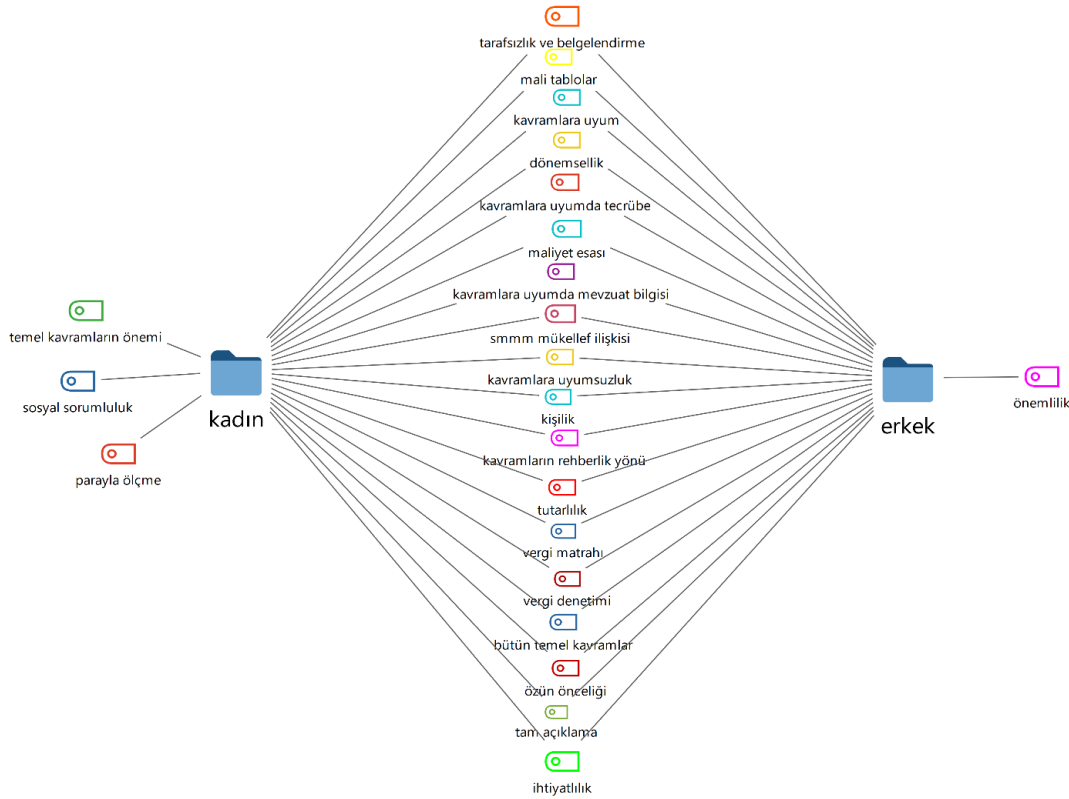 tarafsızlık ve belgelendirme
mali tablolar
kavramlara uyum
dönemsellik
kavramlara uyumda tecrübe
maliyet esası
kavramlara uyumda mevzuat bilgisi
temel kavramların önemi
smmm mükellef ilişkisi
kavramlara uyumsuzluk
sosyal sorumluluk
önemlilik
kadın
kişilik
erkek
kavramların rehberlik yönü
parayla ölçme
tutarlılık
vergi matrahı
vergi denetimi
bütün temel kavramlar
özün önceliği
tam açıklama
ihtiyatlılık